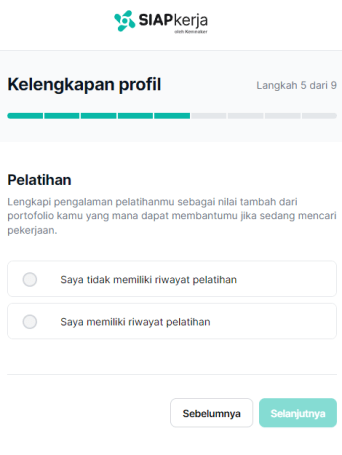 SIAPkerja
oleh Kemnaker
Kelengkapan profil
Langkah 5 dari 9
Pelatihan
Lengkapi pengalaman pelatihanmu sebagai nilai tambah dari
portofolio kamu yang mana dapat membantumu jika sedang mencari
pekerjaan.
Saya tidak memiliki riwayat pelatihan
Saya memiliki riwayat pelatihan
Sebelumnya
Selanjutnya